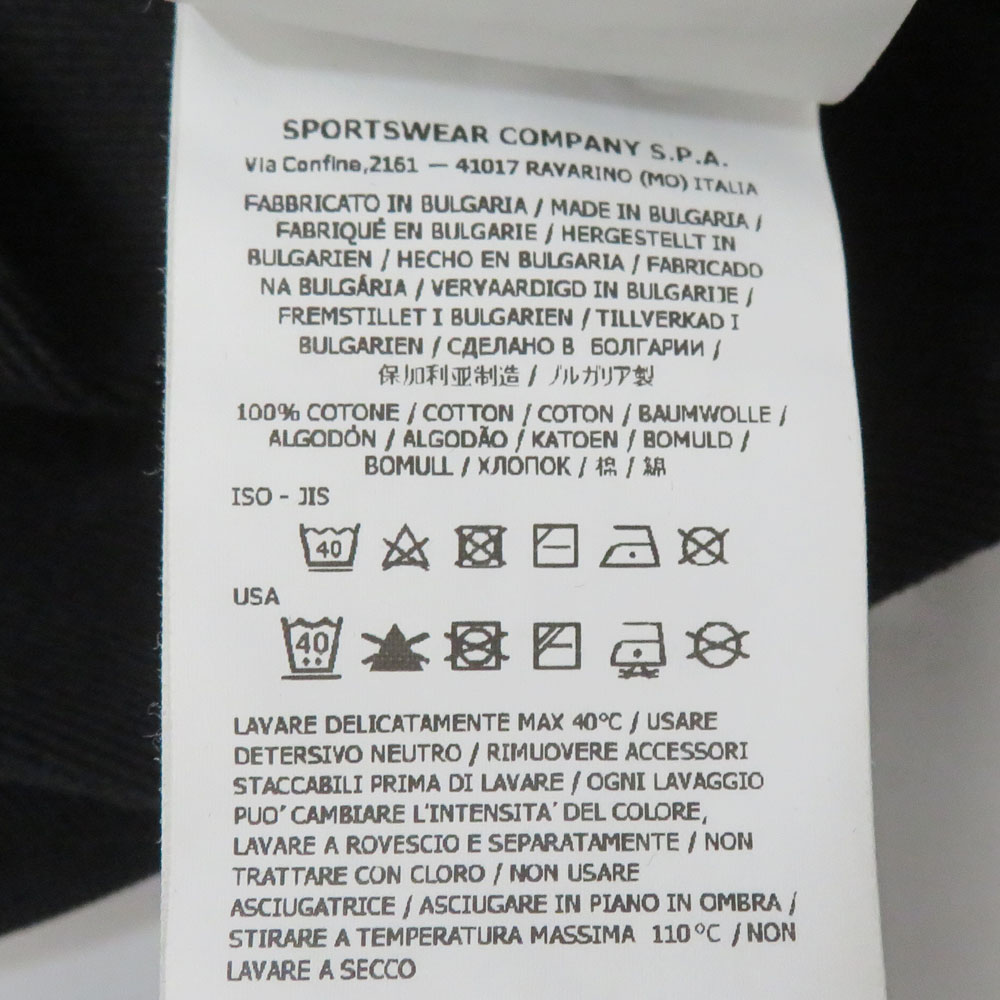 SPORTSWEAR COMPANY S.P.A.
Via Confine,2161 — 41017 RAVARINO (MO) ITALIA
FABBRICATO IN BULGARIA / MADE IN BULGARIA /
FABRIQUÉ EN BULGARIE / HERGESTELLT IN
BULGARIEN / HECHO EN BULGARIA / FABRICADO
NA BULGÁRIA / VERVAARDIGD IN BULGARIJE /
FREMSTILLET I BULGARIEN / TILLVERKAD I
BULGARIEN / СДЕЛАНО В БОЛГАРИИ /
保加利亚制造 / ブルガリア製
100% COTONE / COTTON / COTON / BAUMWOLLE /
ALGODÓN / ALGODÃO / KATOEN / BOMULD /
BOMULL / ХЛОПОК / 棉 / 綿
ISO - JIS
40
USA
40
LAVARE DELICATAMENTE MAX 40°C / USARE
DETERSIVO NEUTRO / RIMUOVERE ACCESSORI
STACCABILI PRIMA DI LAVARE / OGNI LAVAGGIO
PUO' CAMBIARE L'INTENSITA' DEL COLORE,
LAVARE A ROVESCIO E SEPARATAMENTE / NON
TRATTARE CON CLORO / NON USARE
ASCIUGATRICE / ASCIUGARE IN PIANO IN OMBRA /
STIRARE A TEMPERATURA MASSIMA 110°C / NON
LAVARE A SECCO